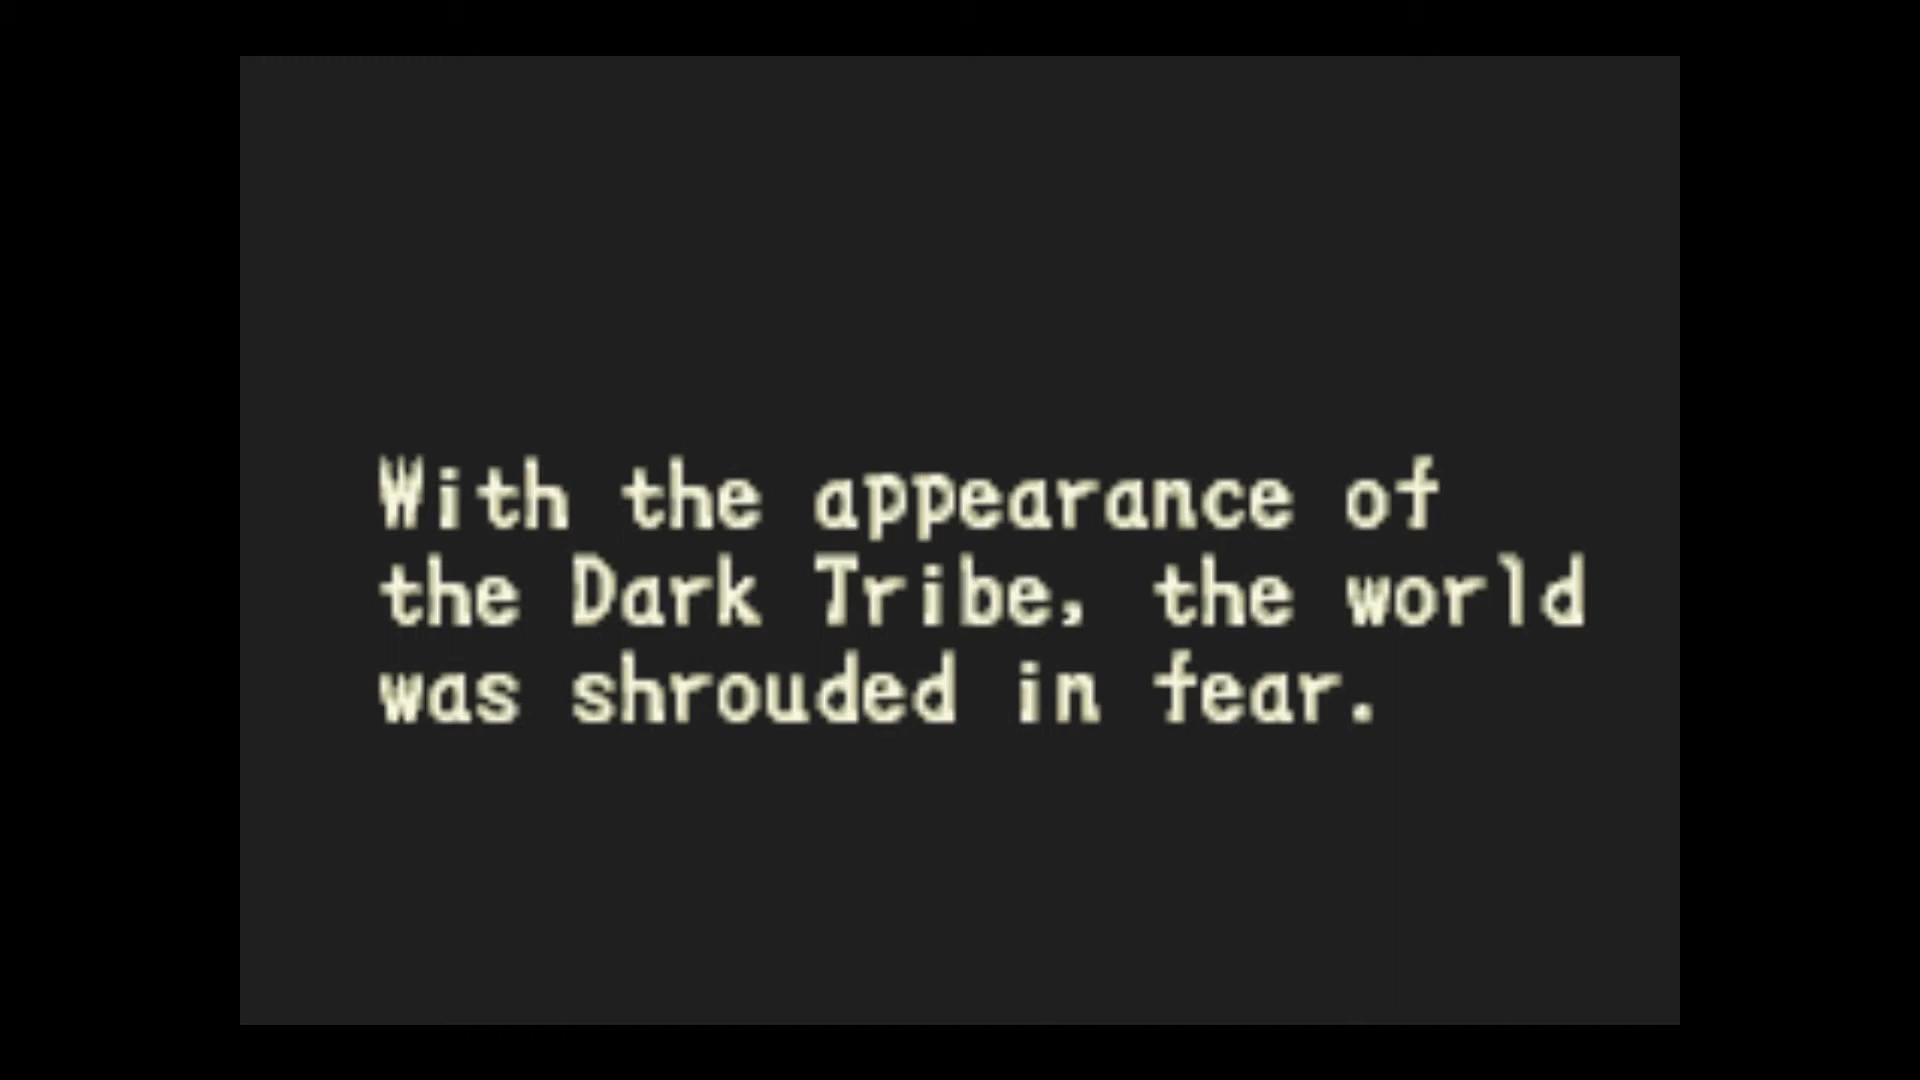 With the appearance of
the Dark Tribe, the world
was shrouded in fear.